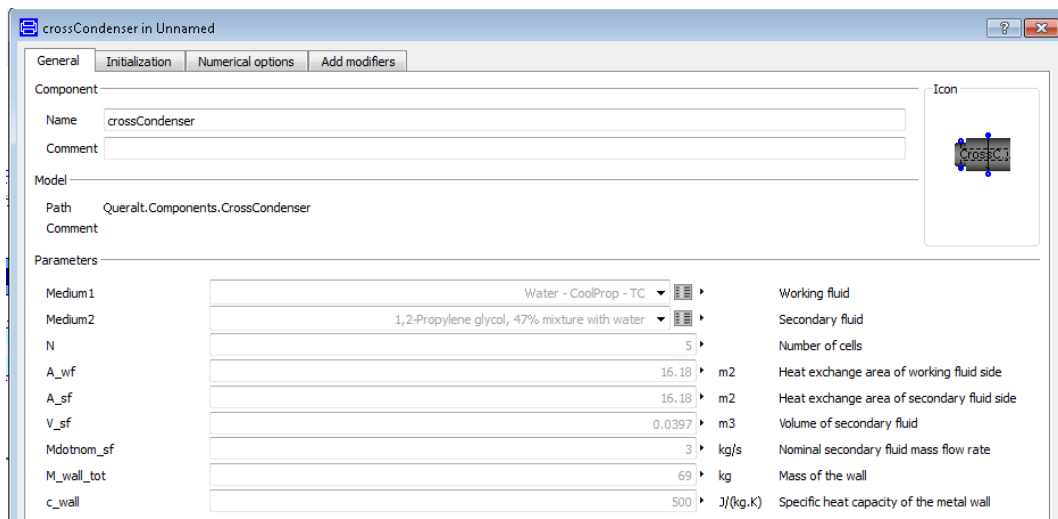 crossCondenser in Unnamed
General Initialization Numerical options Add modifiers
Component
Icon
Name crossCondenser
Comment
CrossC
Model
Path Queralt.Components.CrossCondenser
Comment
Parameters
Medium1 Water - CoolProp - TC Working fluid
Medium2 1,2-Propylene glycol, 47% mixture with water Secondary fluid
N 5 Number of cells
A_wf 16.18 m2 Heat exchange area of working fluid side
A_sf 16.18 m2 Heat exchange area of secondary fluid side
V_sf 0.0397 m3 Volume of secondary fluid
Mdotnom_sf 3 kg/s Nominal secondary fluid mass flow rate
M_wall_tot 69 kg Mass of the wall
c_wall 500 J/(kg.K) Specific heat capacity of the metal wall